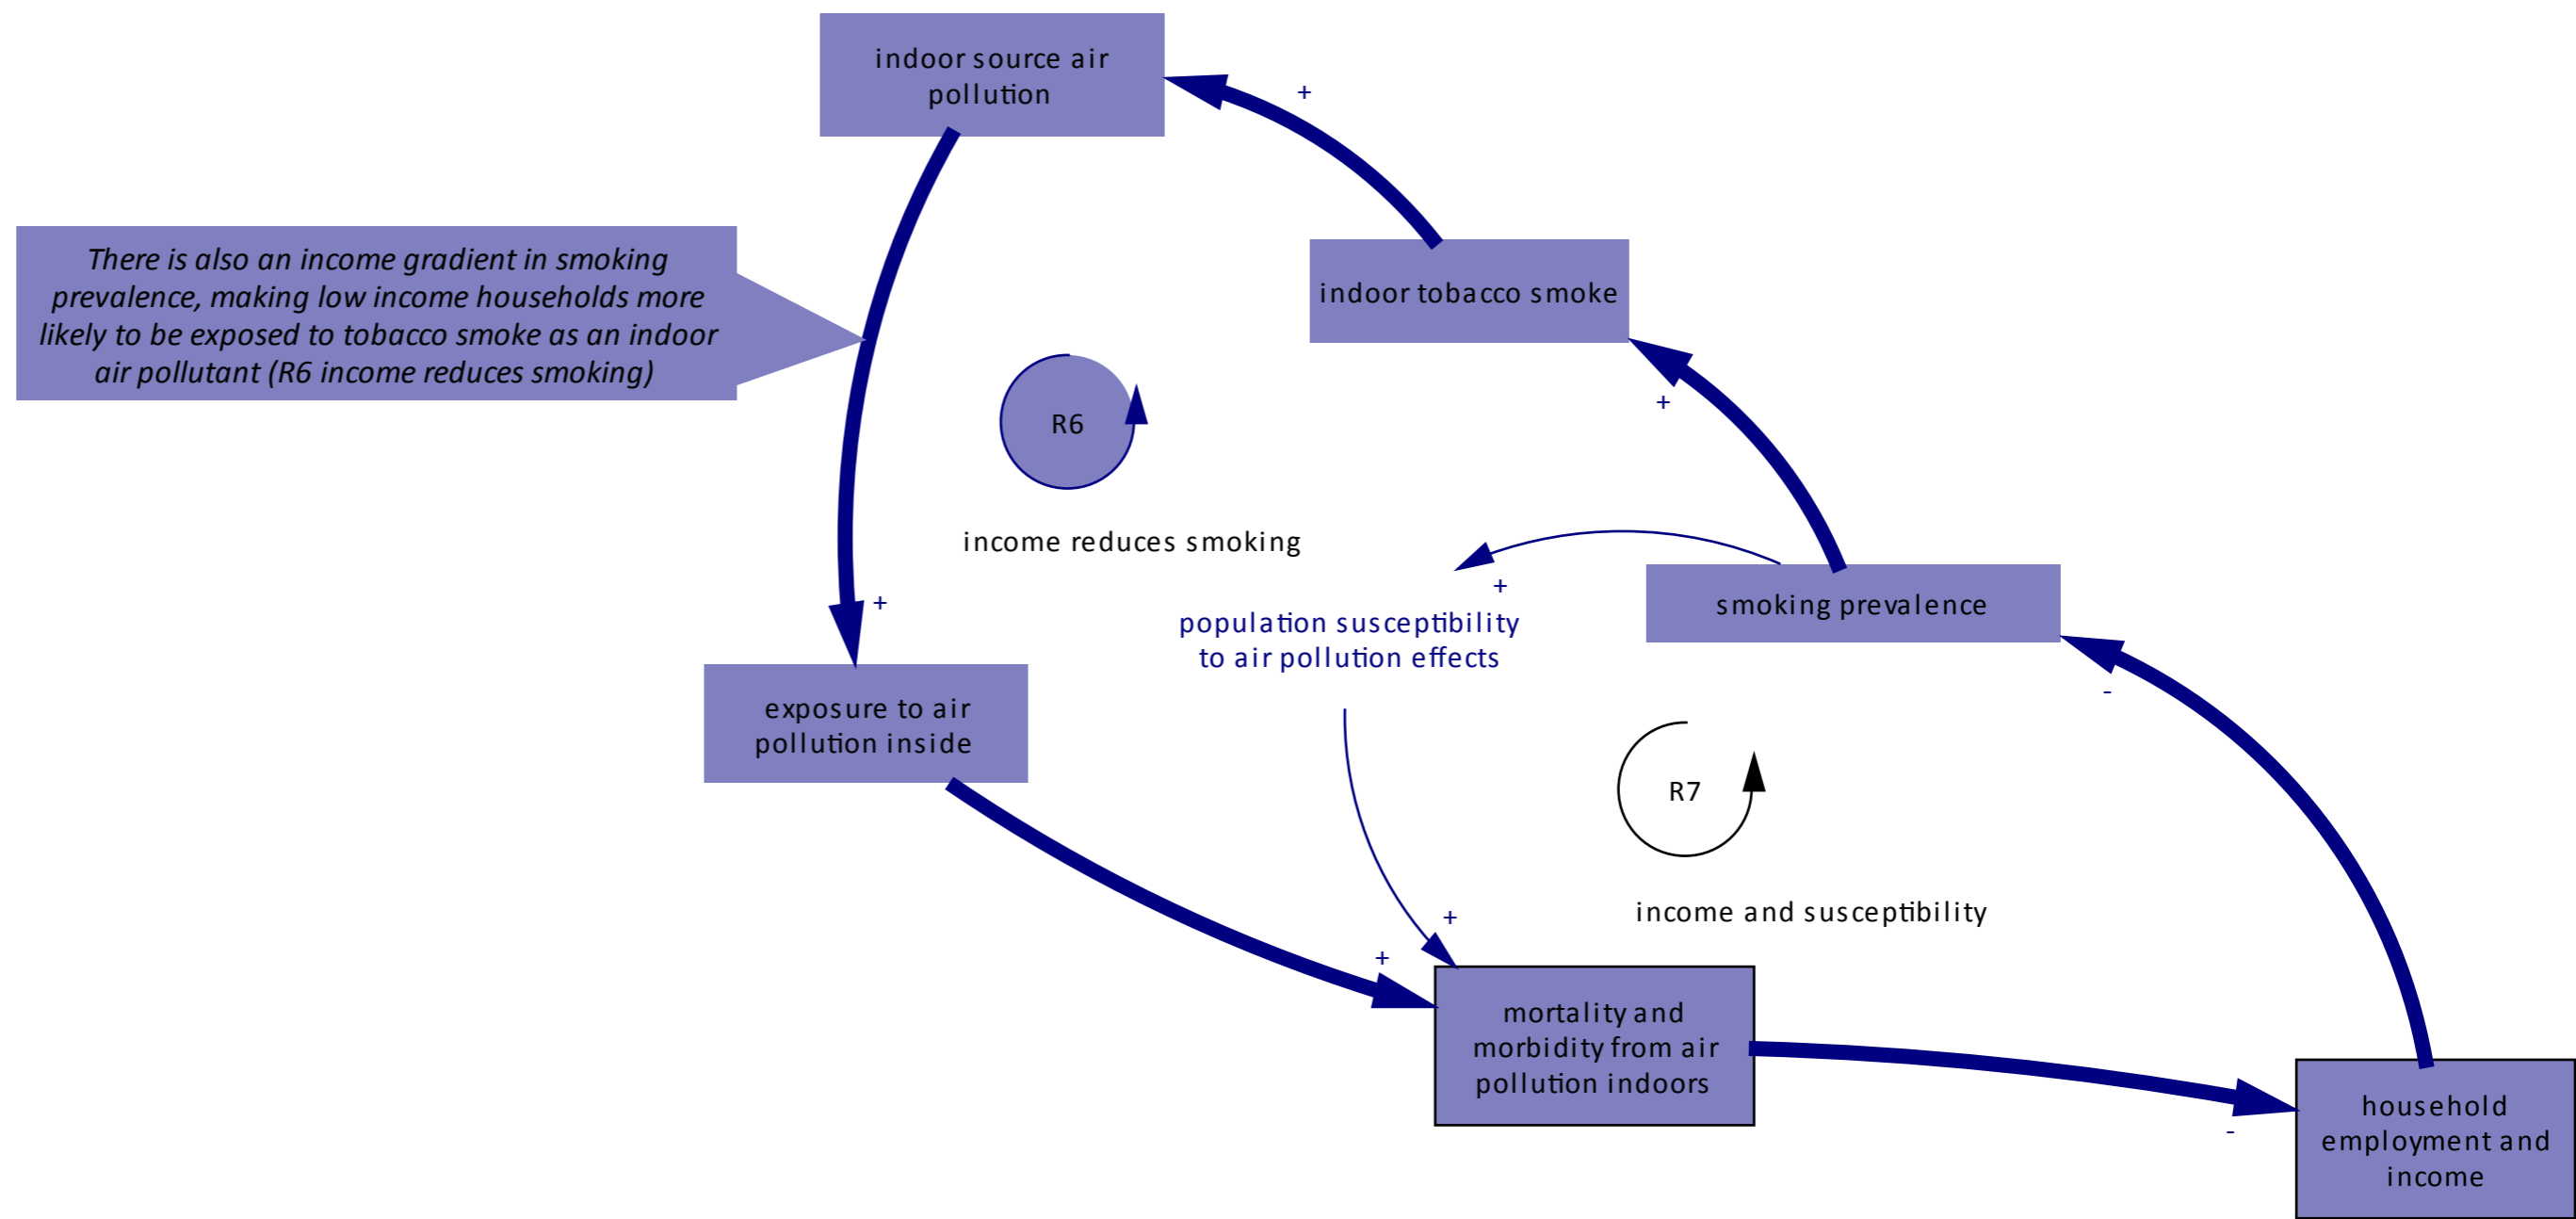 indoor source air
pollution
+
There is also an income gradient in smoking
prevalence, making low income households more
likely to be exposed to tobacco smoke as an indoor
air pollutant (R6 income reduces smoking)
indoor tobacco smoke
+
R6
income reduces smoking
+
+
smoking prevalence
population susceptibility
to air pollution effects
-
exposure to air
pollution inside
R7
income and susceptibility
+
+
mortality and
morbidity from air
pollution indoors
-
household
employment and
income